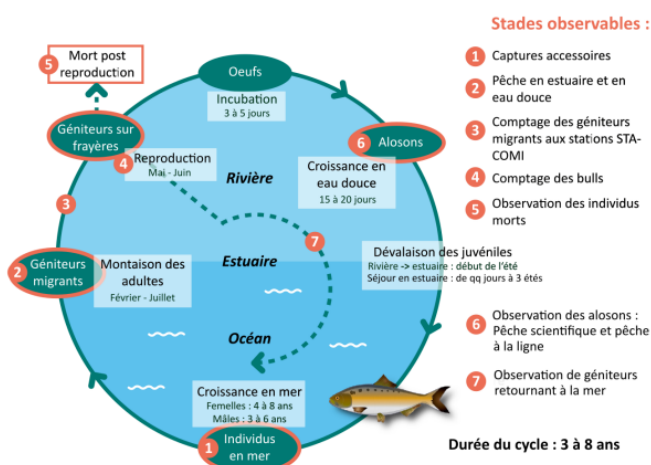 Stades observables :
5
Mort post
reproduction
Oeufs
Incubation
3 à 5 jours
Géniteurs sur
frayères
4
Reproduction
Mai - Juin
Rivière
6
Alosons
Croissance en
eau douce
15 à 20 jours
3
7
Estuaire
2
Géniteurs
migrants
Montaison des
adultes
Février - Juillet
Dévalaison des juvéniles
Rivière -> estuaire : début de l'été
Séjour en estuaire : de qq jours à 3 étés
Océan
Croissance en mer
Femelles : 4 à 8 ans
Mâles : 3 à 6 ans
1
Individus
en mer
1 Captures accessoires
2 Pêche en estuaire et en
eau douce
3 Comptage des géniteurs
migrants aux stations STA-
COMI
4 Comptage des bulls
5 Observation des individus
morts
6 Observation des alosons :
Pêche scientifique et pêche
à la ligne
7 Observation de géniteurs
retournant à la mer
Durée du cycle : 3 à 8 ans